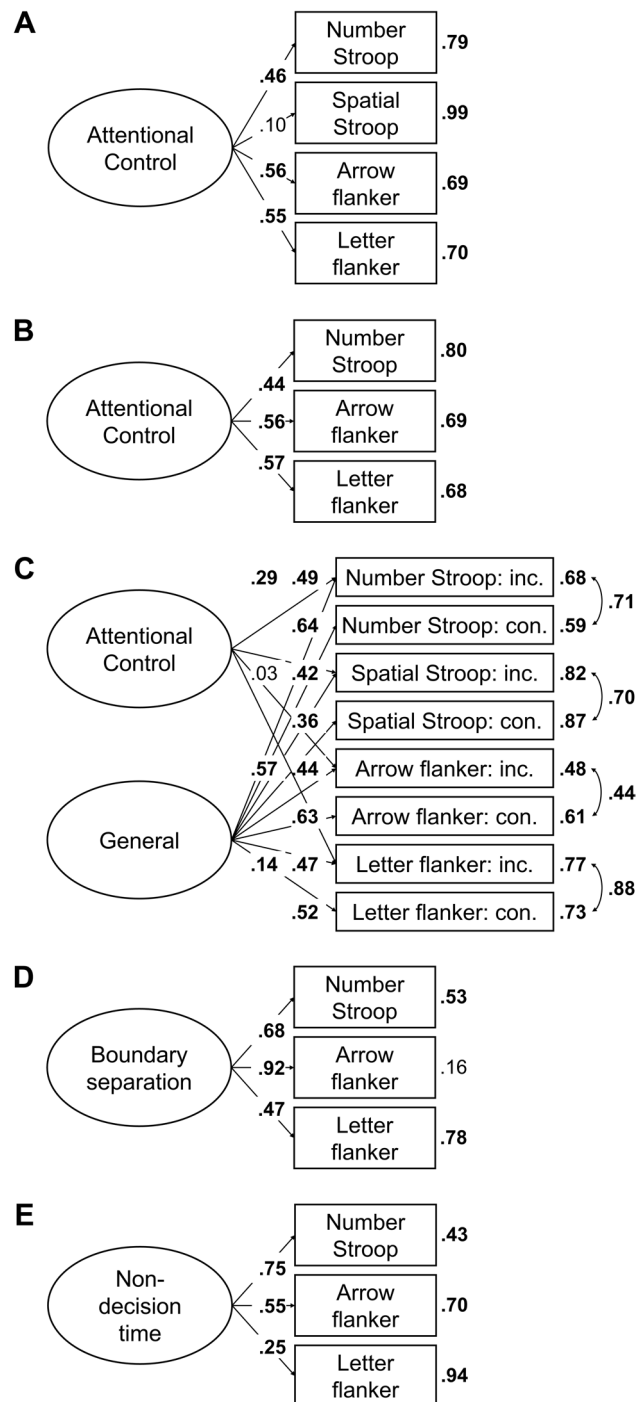 A
Number
Stroop
.79
.46
Spatial
Stroop
.99
.10
Attentional
Control
.56
Arrow
flanker
.69
.55
Letter
flanker
.70
B
Number
Stroop
.80
.44
Attentional
Control
.56
Arrow
flanker
.69
.57
Letter
flanker
.68
C
.29 .49 Number Stroop: inc. .68
.71
Attentional
Control
.64 Number Stroop: con. .59
.03 .42 Spatial Stroop: inc. .82
.70
.36 Spatial Stroop: con. .87
.57 .44 Arrow flanker: inc. .48
.44
General
.63 Arrow flanker: con. .61
.14 .47 Letter flanker: inc. .77
.88
.52 Letter flanker: con. .73
D
Number
Stroop
.53
.68
Boundary
separation
.92
Arrow
flanker
.16
.47
Letter
flanker
.78
E
Number
Stroop
.43
.75
Non-
decision
time
.55
Arrow
flanker
.70
.25
Letter
flanker
.94